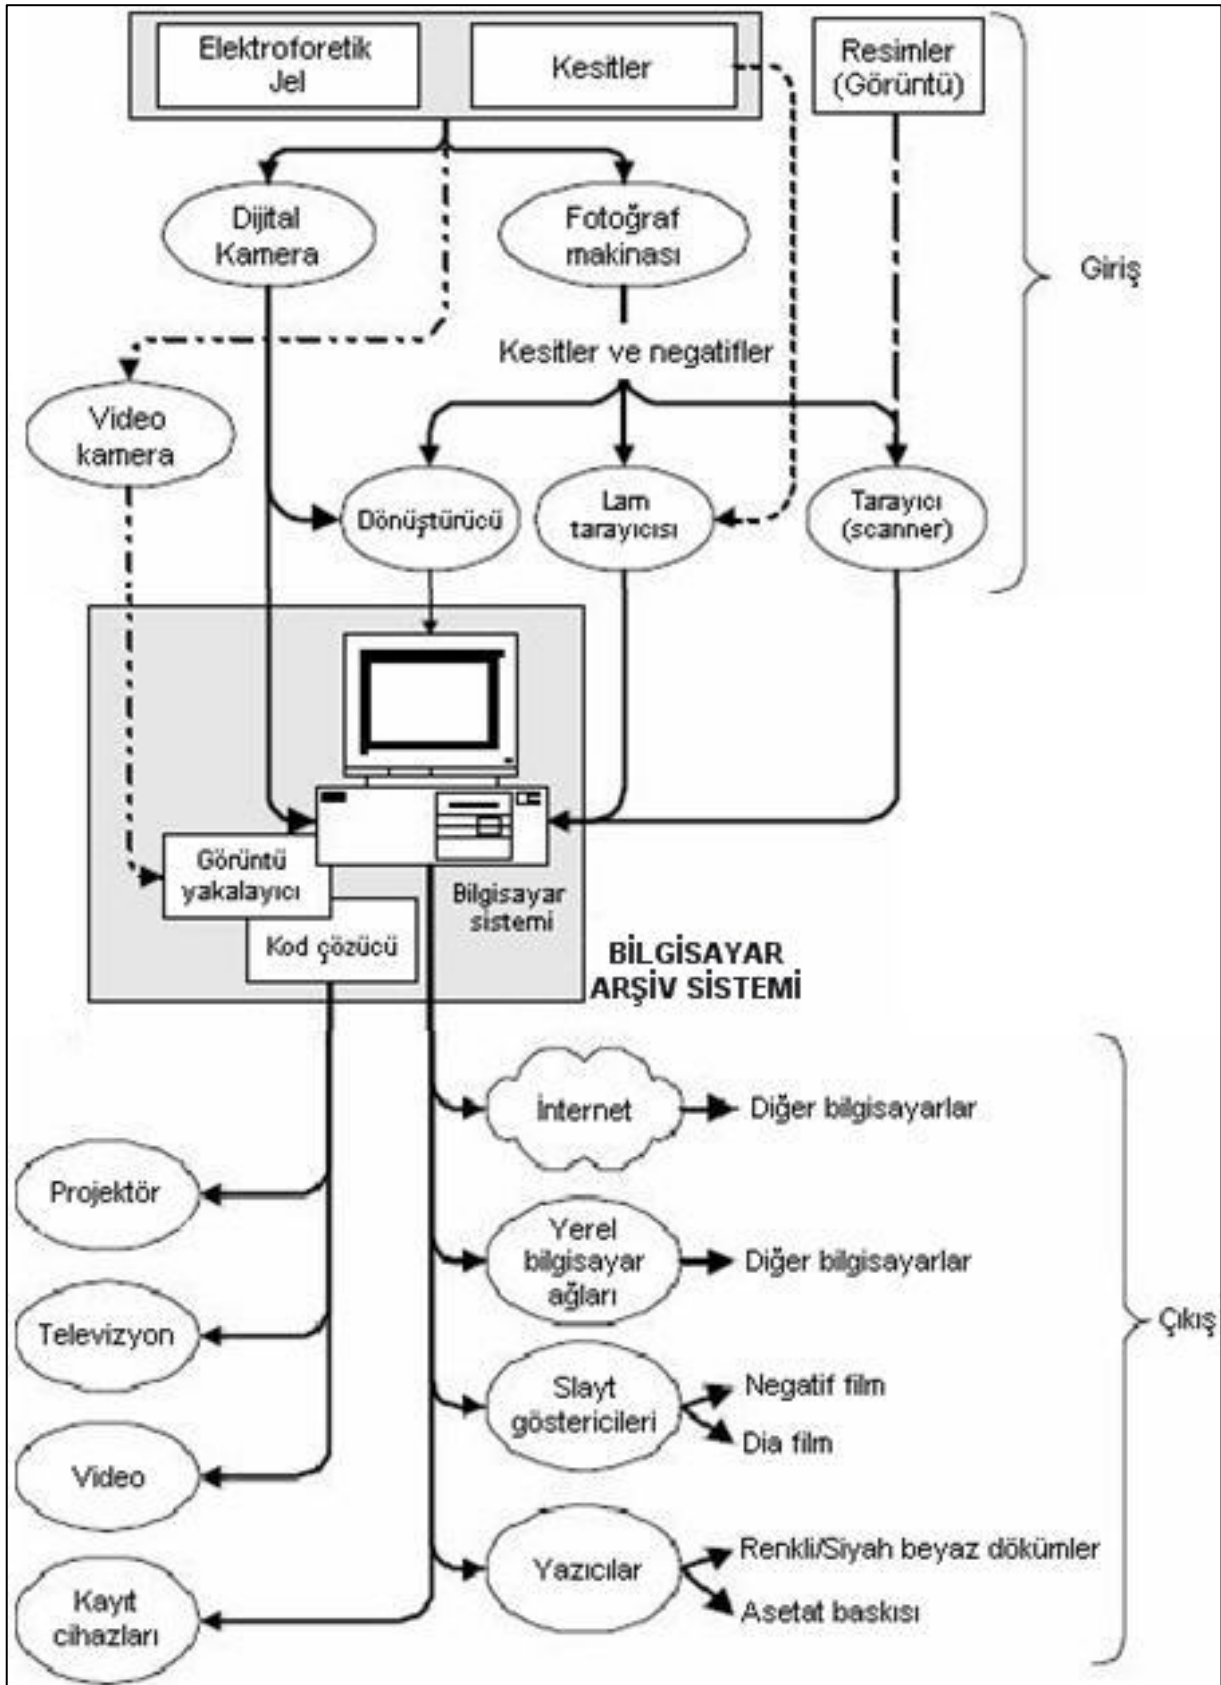 Elektroforetik
Jel
Kesitler
Resimler
(Görüntü)
Dijital
Kamera
Fotoğraf
makinası
Giriş
Kesitler ve negatifler
Video
kamera
Dönüştürücü
Lam
tarayıcısı
Tarayıcı
(scanner)
Görüntü
yakalayıcı
Bilgisayar
sistemi
Kod çözücü
BİLGİSAYAR
ARŞİV SİSTEMİ
İnternet
Diğer bilgisayarlar
Projektör
Yerel
bilgisayar
ağları
Diğer bilgisayarlar
Çıkış
Televizyon
Slayt
göstericileri
Negatif film
Dia film
Video
Yazıcılar
Renkli/Siyah beyaz dökümler
Asetat baskısı
Kayıt
cihazları